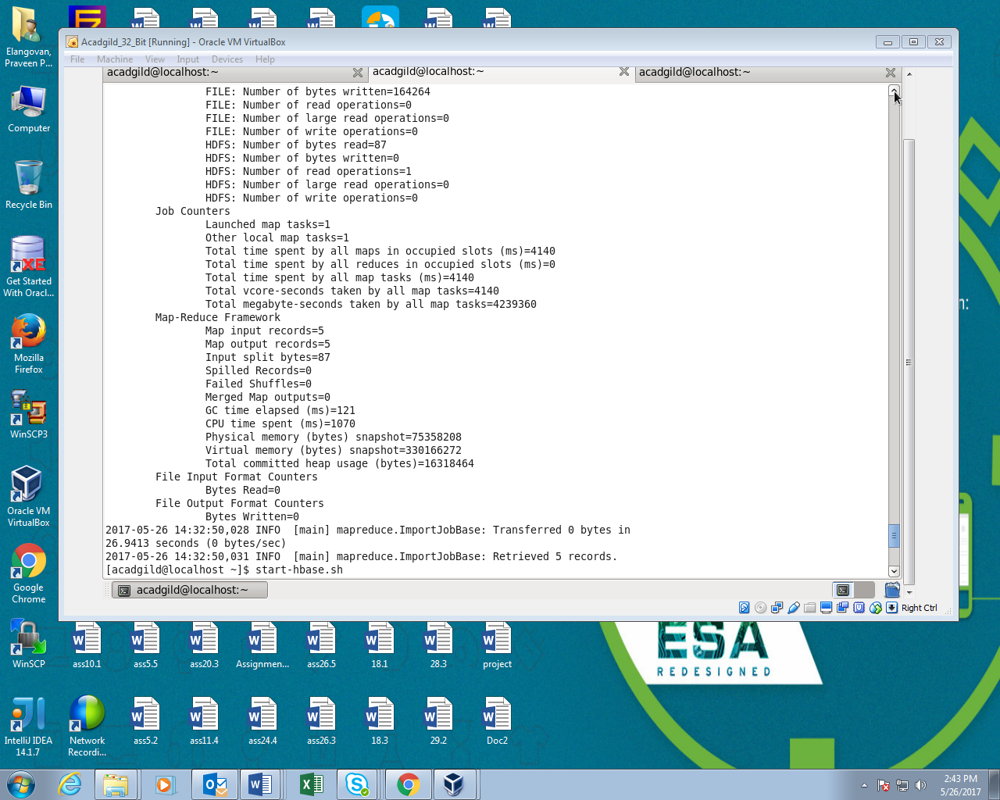 Elangovan,
Praveen P...
Acadgild_32_Bit [Running] - Oracle VM VirtualBox
File Machine View Input Devices Help
acadgild@localhost:~ acadgild@localhost:~ acadgild@localhost:~
FILE: Number of bytes written=164264
FILE: Number of read operations=0
FILE: Number of large read operations=0
FILE: Number of write operations=0
HDFS: Number of bytes read=87
HDFS: Number of bytes written=0
HDFS: Number of read operations=1
HDFS: Number of large read operations=0
HDFS: Number of write operations=0
Job Counters
Launched map tasks=1
Other local map tasks=1
Total time spent by all maps in occupied slots (ms)=4140
Total time spent by all reduces in occupied slots (ms)=0
Total time spent by all map tasks (ms)=4140
Total vcore-seconds taken by all map tasks=4140
Total megabyte-seconds taken by all map tasks=4239360
Map-Reduce Framework
Map input records=5
Map output records=5
Input split bytes=87
Spilled Records=0
Failed Shuffles=0
Merged Map outputs=0
GC time elapsed (ms)=121
CPU time spent (ms)=1070
Physical memory (bytes) snapshot=75358208
Virtual memory (bytes) snapshot=330166272
Total committed heap usage (bytes)=16318464
File Input Format Counters
Bytes Read=0
File Output Format Counters
Bytes Written=0
2017-05-26 14:32:50,028 INFO  [main] mapreduce.ImportJobBase: Transferred 0 bytes in
26.9413 seconds (0 bytes/sec)
2017-05-26 14:32:50,031 INFO  [main] mapreduce.ImportJobBase: Retrieved 5 records.
[acadgild@localhost ~]$ start-hbase.sh
acadgild@localhost:~
Right Ctrl
Computer
Recycle Bin
XE
Get Started
With Oracl...
Mozilla
Firefox
WinSCP3
Oracle VM
VirtualBox
Google
Chrome
n:
ESA
REDESIGNED
WinSCP ass10.1 ass5.5 ass20.3 Assignmen... ass26.5 18.1 28.3 project
IntelliJ IDEA
14.1.7
Network
Recordi...
ass5.2 ass11.4 ass24.4 ass26.3 18.3 29.2 Doc2
2:43 PM
5/26/2017